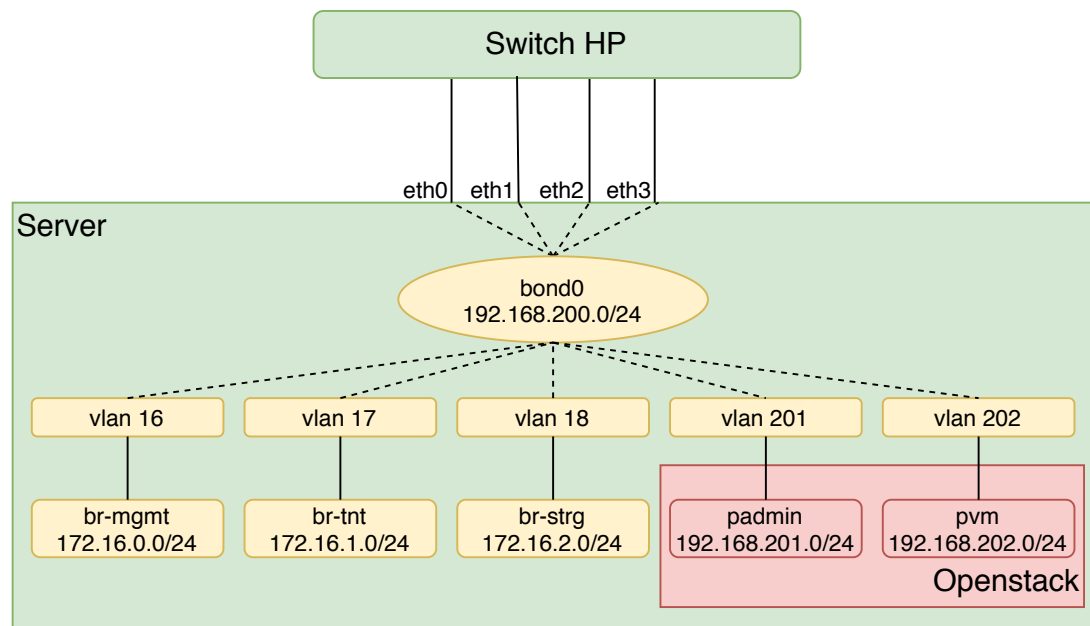 Switch HP
eth0 eth1 eth2 eth3
Server
bond0
192.168.200.0/24
vlan 16
vlan 17
vlan 18
vlan 201
vlan 202
br-mgmt
172.16.0.0/24
br-tnt
172.16.1.0/24
br-strg
172.16.2.0/24
padmin
192.168.201.0/24
pvm
192.168.202.0/24
Openstack